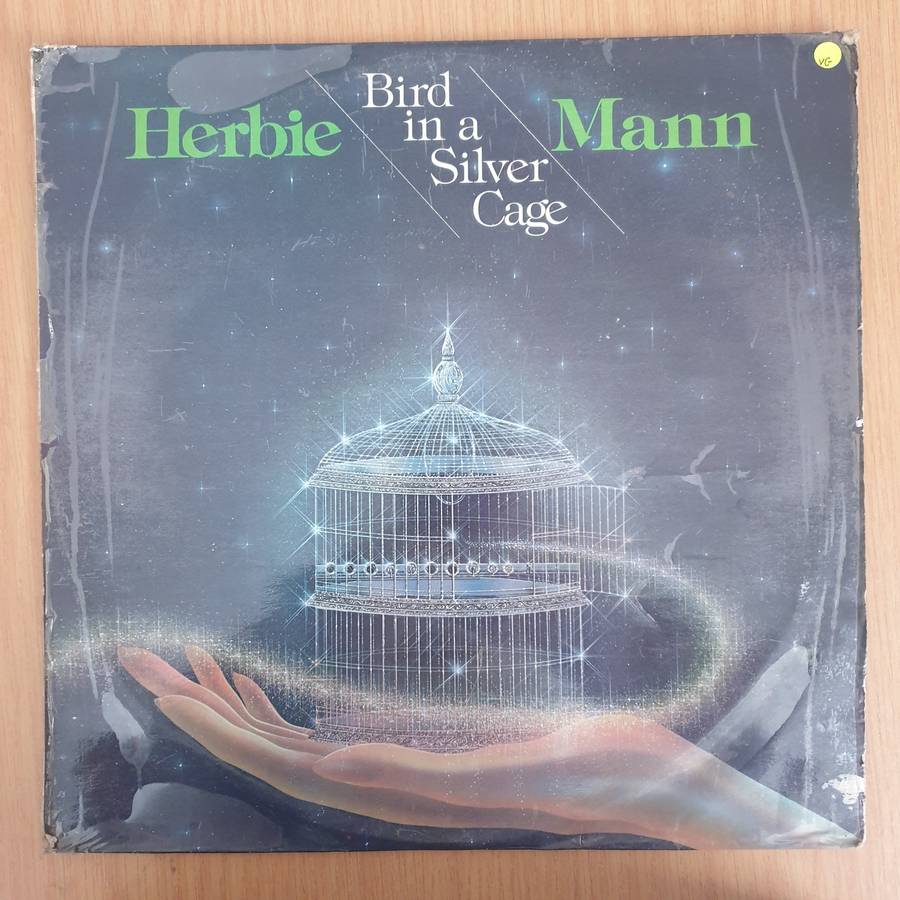 Herbie
Bird
in a
Silver
Cage
Mann
VG